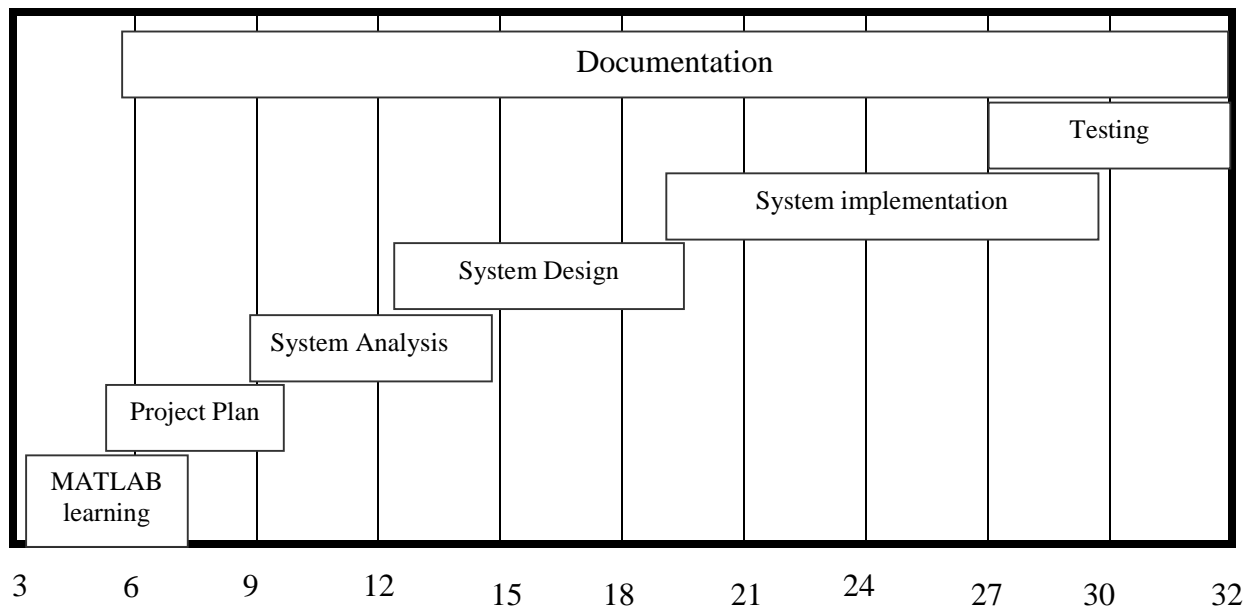 Documentation
Testing
System implementation
System Design
System Analysis
Project Plan
MATLAB
learning
3 6 9 12 15 18 21 24 27 30 32